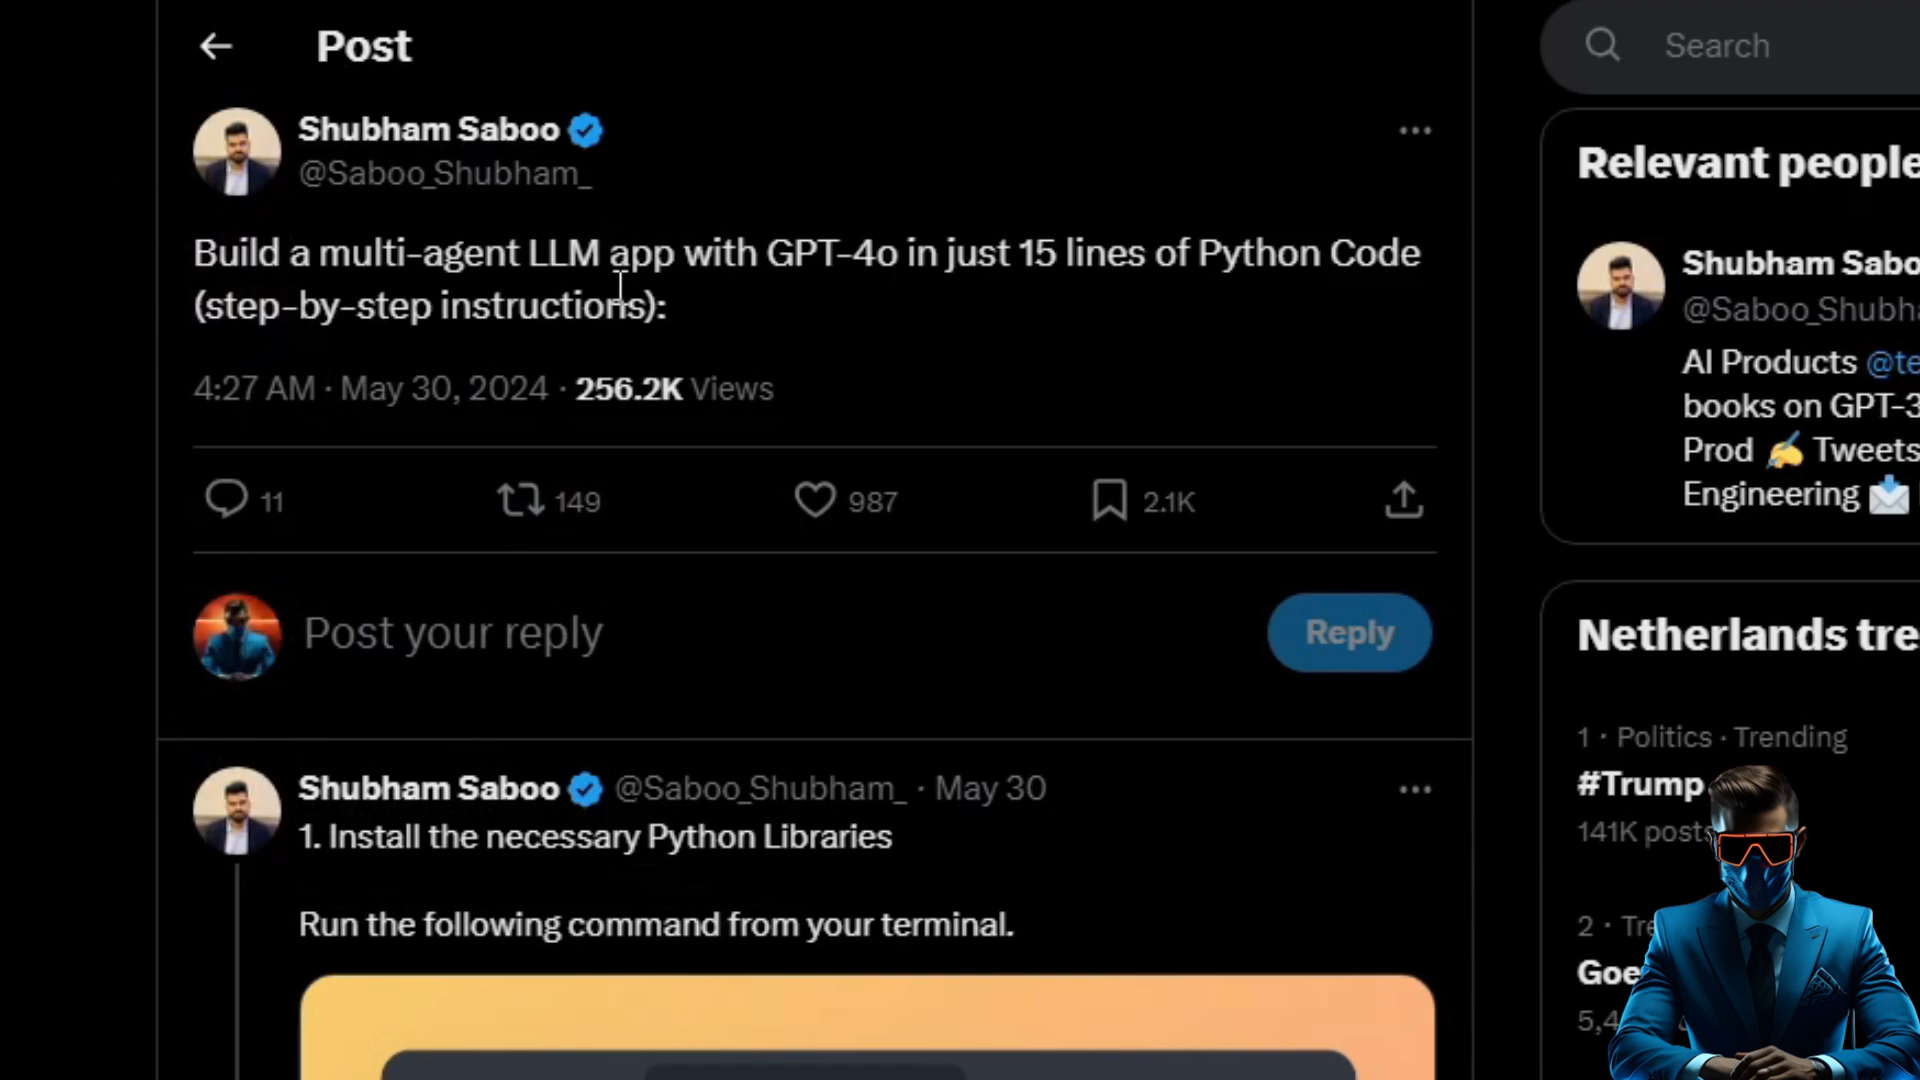 Post
Search
Shubham Saboo
@Saboo_Shubham_
Build a multi-agent LLM app with GPT-4o in just 15 lines of Python Code
(step-by-step instructions):
4:27 AM · May 30, 2024 · 256.2K Views
11
149
987
2.1K
Post your reply
Reply
Shubham Saboo @Saboo_Shubham_ · May 30
1. Install the necessary Python Libraries
Run the following command from your terminal.
Relevant people
Shubham Sabo
@Saboo_Shubh
AI Products @te
books on GPT-3
Prod ✍️ Tweets
Engineering 📩
Netherlands tre
1 · Politics · Trending
#Trump
141K posts
2 · Tre
Goe
5,4